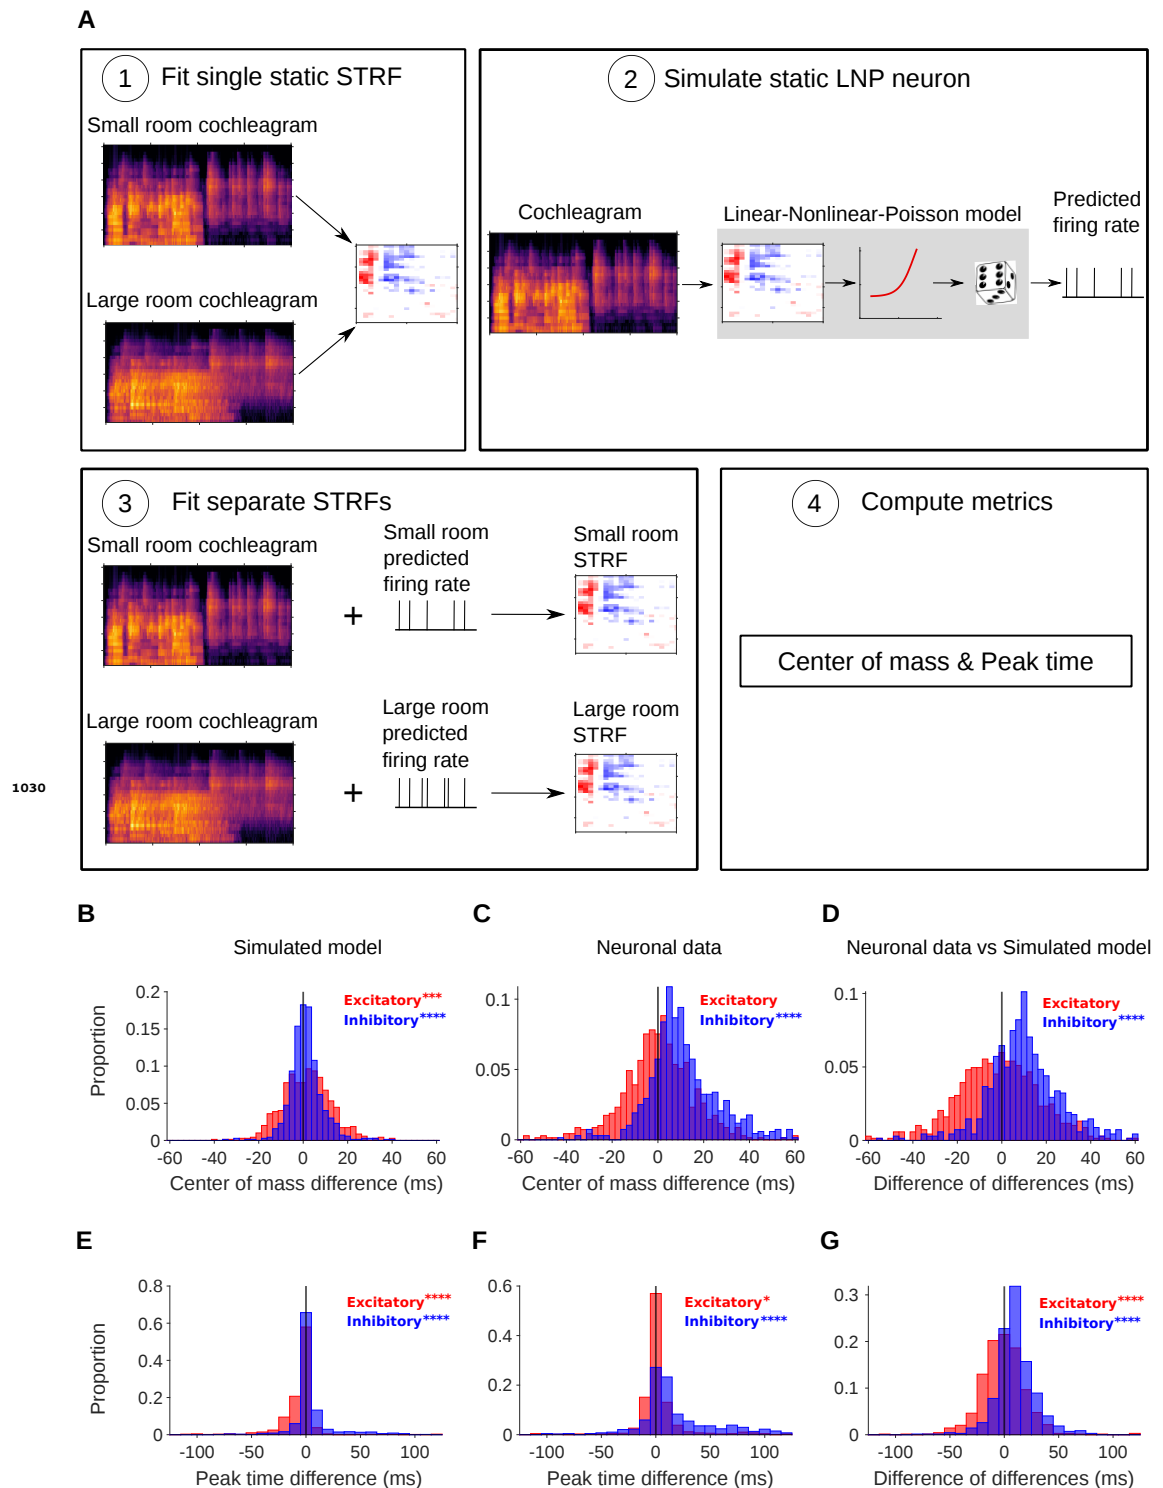 A
1 Fit single static STRF
Small room cochleagram
Large room cochleagram
2 Simulate static LNP neuron
Cochleagram
Linear-Nonlinear-Poisson model
Predicted
firing rate
3 Fit separate STRFs
Small room cochleagram
+
Small room
predicted
firing rate
Small room
STRF
Large room cochleagram
+
Large room
predicted
firing rate
Large room
STRF
4 Compute metrics
Center of mass & Peak time
1030
B
Simulated model
Excitatory***
Inhibitory****
Proportion
0.2
0.15
0.1
0.05
0
-60 -40 -20 0 20 40 60
Center of mass difference (ms)
C
Neuronal data
Excitatory
Inhibitory****
0.1
0.05
0
-60 -40 -20 0 20 40 60
Center of mass difference (ms)
D
Neuronal data vs Simulated model
Excitatory
Inhibitory****
0.1
0.05
0
-60 -40 -20 0 20 40 60
Difference of differences (ms)
E
Excitatory****
Inhibitory****
Proportion
0.8
0.6
0.4
0.2
0
-100 -50 0 50 100
Peak time difference (ms)
F
Excitatory*
Inhibitory****
0.6
0.4
0.2
0
-100 -50 0 50 100
Peak time difference (ms)
G
Excitatory****
Inhibitory****
0.3
0.2
0.1
0
-100 -50 0 50 100
Difference of differences (ms)